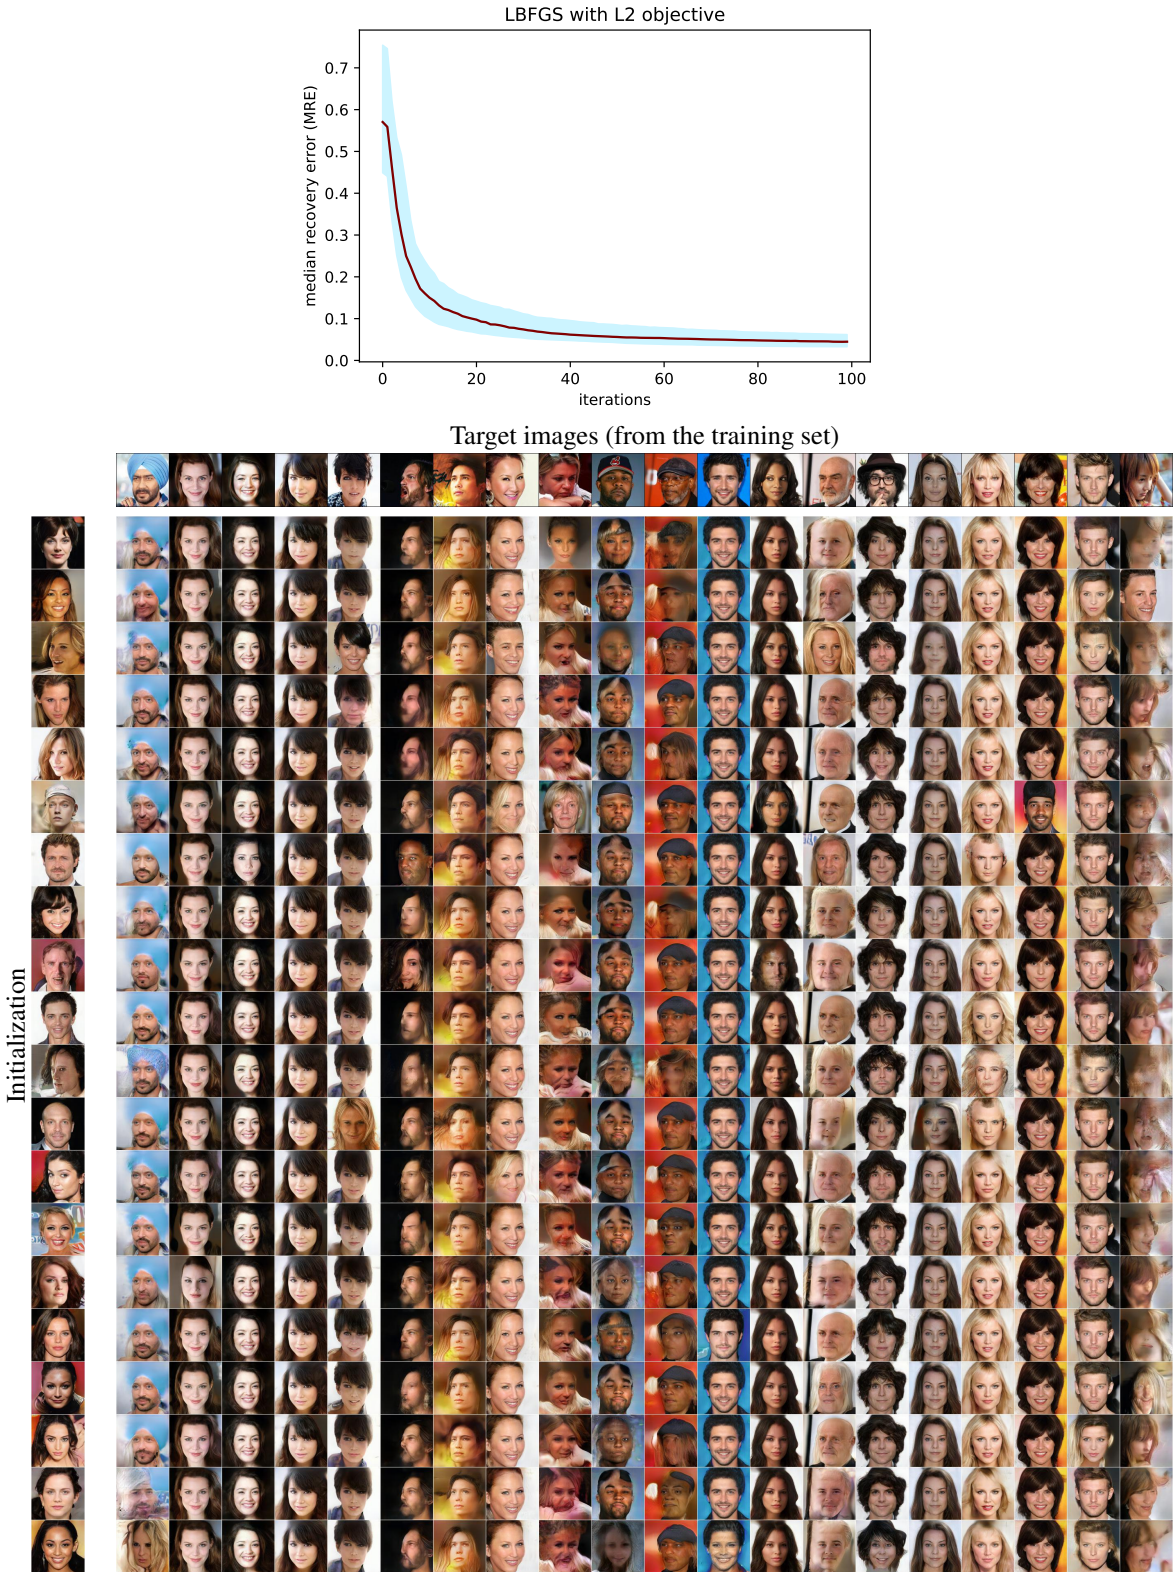 LBFGS with L2 objective
median recovery error (MRE)
0.7
0.6
0.5
0.4
0.3
0.2
0.1
0.0
0 20 40 60 80 100
iterations
Target images (from the training set)
Initialization